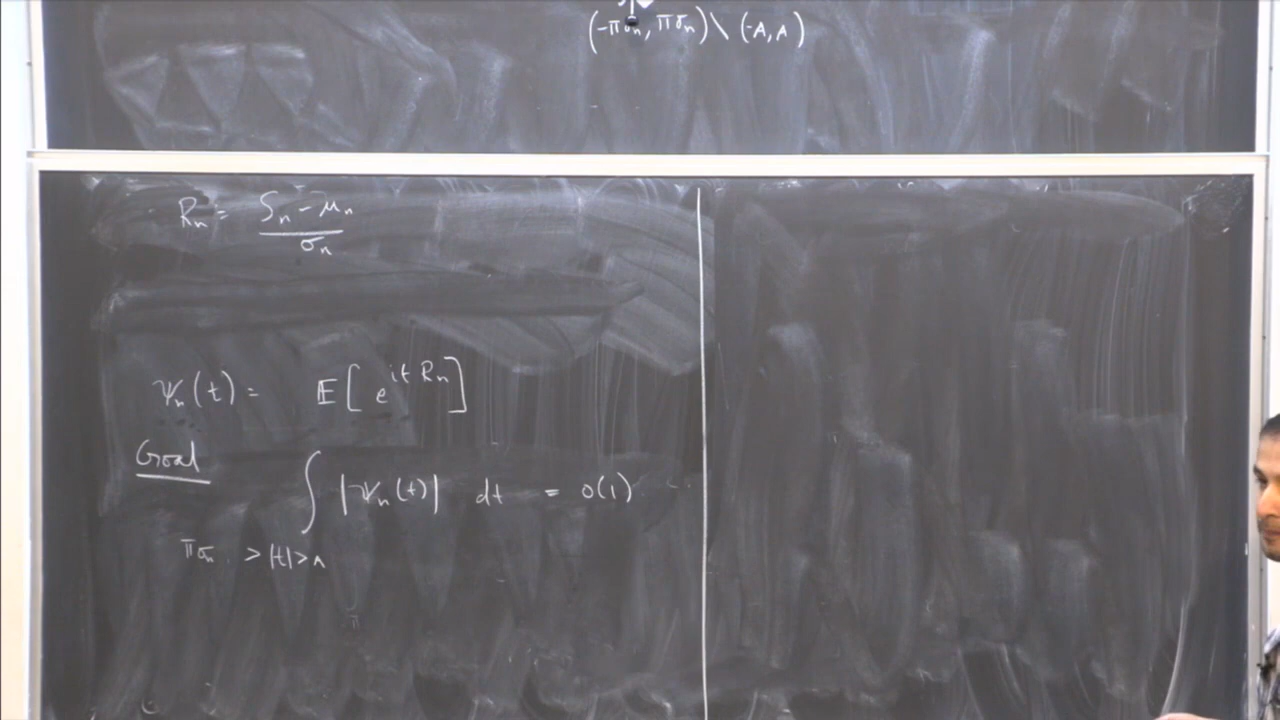 (-πσₙ, πσₙ) \ (-A, A)
Rₙ = (Sₙ - μₙ) / σₙ
ψₙ(t) = 𝔼[e^{itRₙ}]
Goal
∫ |ψₙ(t)| dt = o(1)
πσₙ > |t| > A